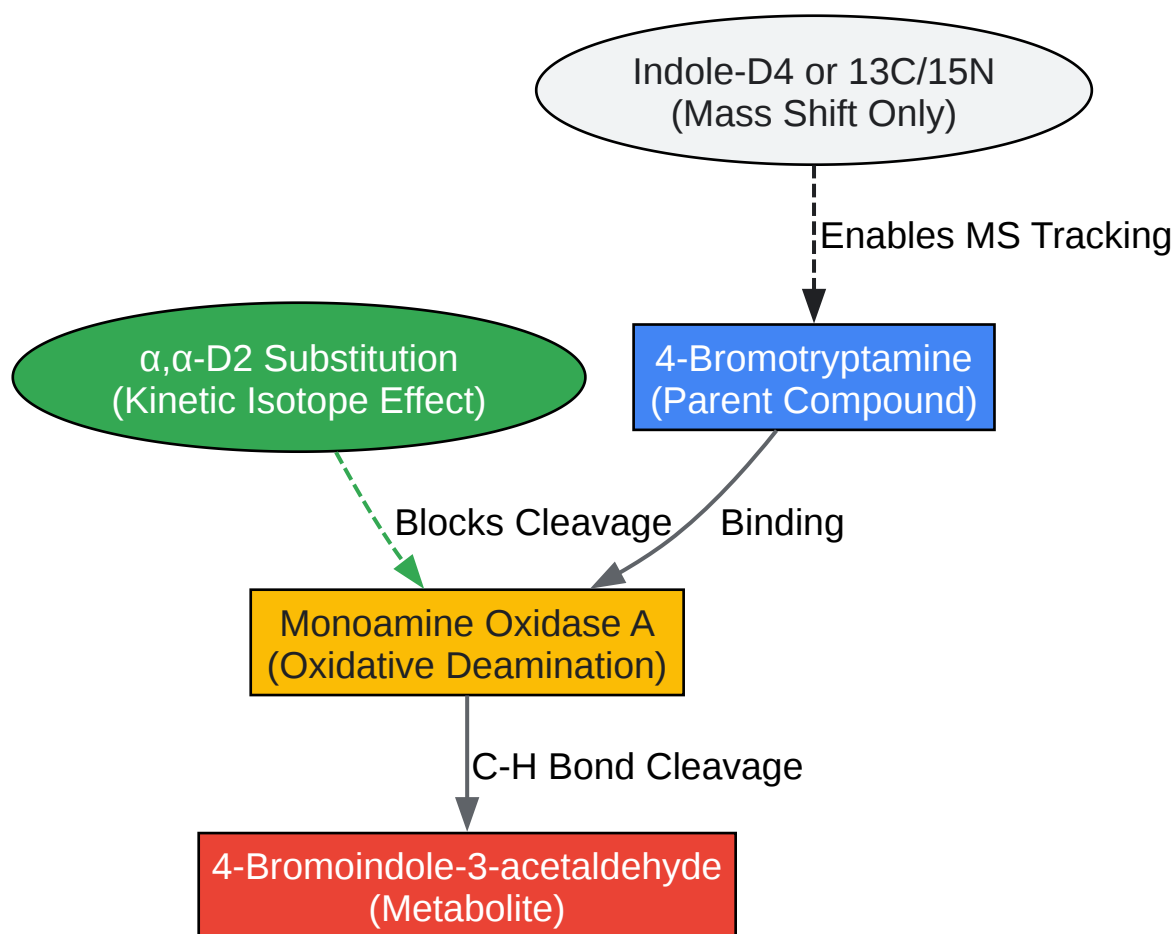 Indole-D4 or 13C/15N
(Mass Shift Only)
Enables MS Tracking
α,α-D2 Substitution
(Kinetic Isotope Effect)
4-Bromotryptamine
(Parent Compound)
Blocks Cleavage
Binding
Monoamine Oxidase A
(Oxidative Deamination)
C-H Bond Cleavage
4-Bromoindole-3-acetaldehyde
(Metabolite)